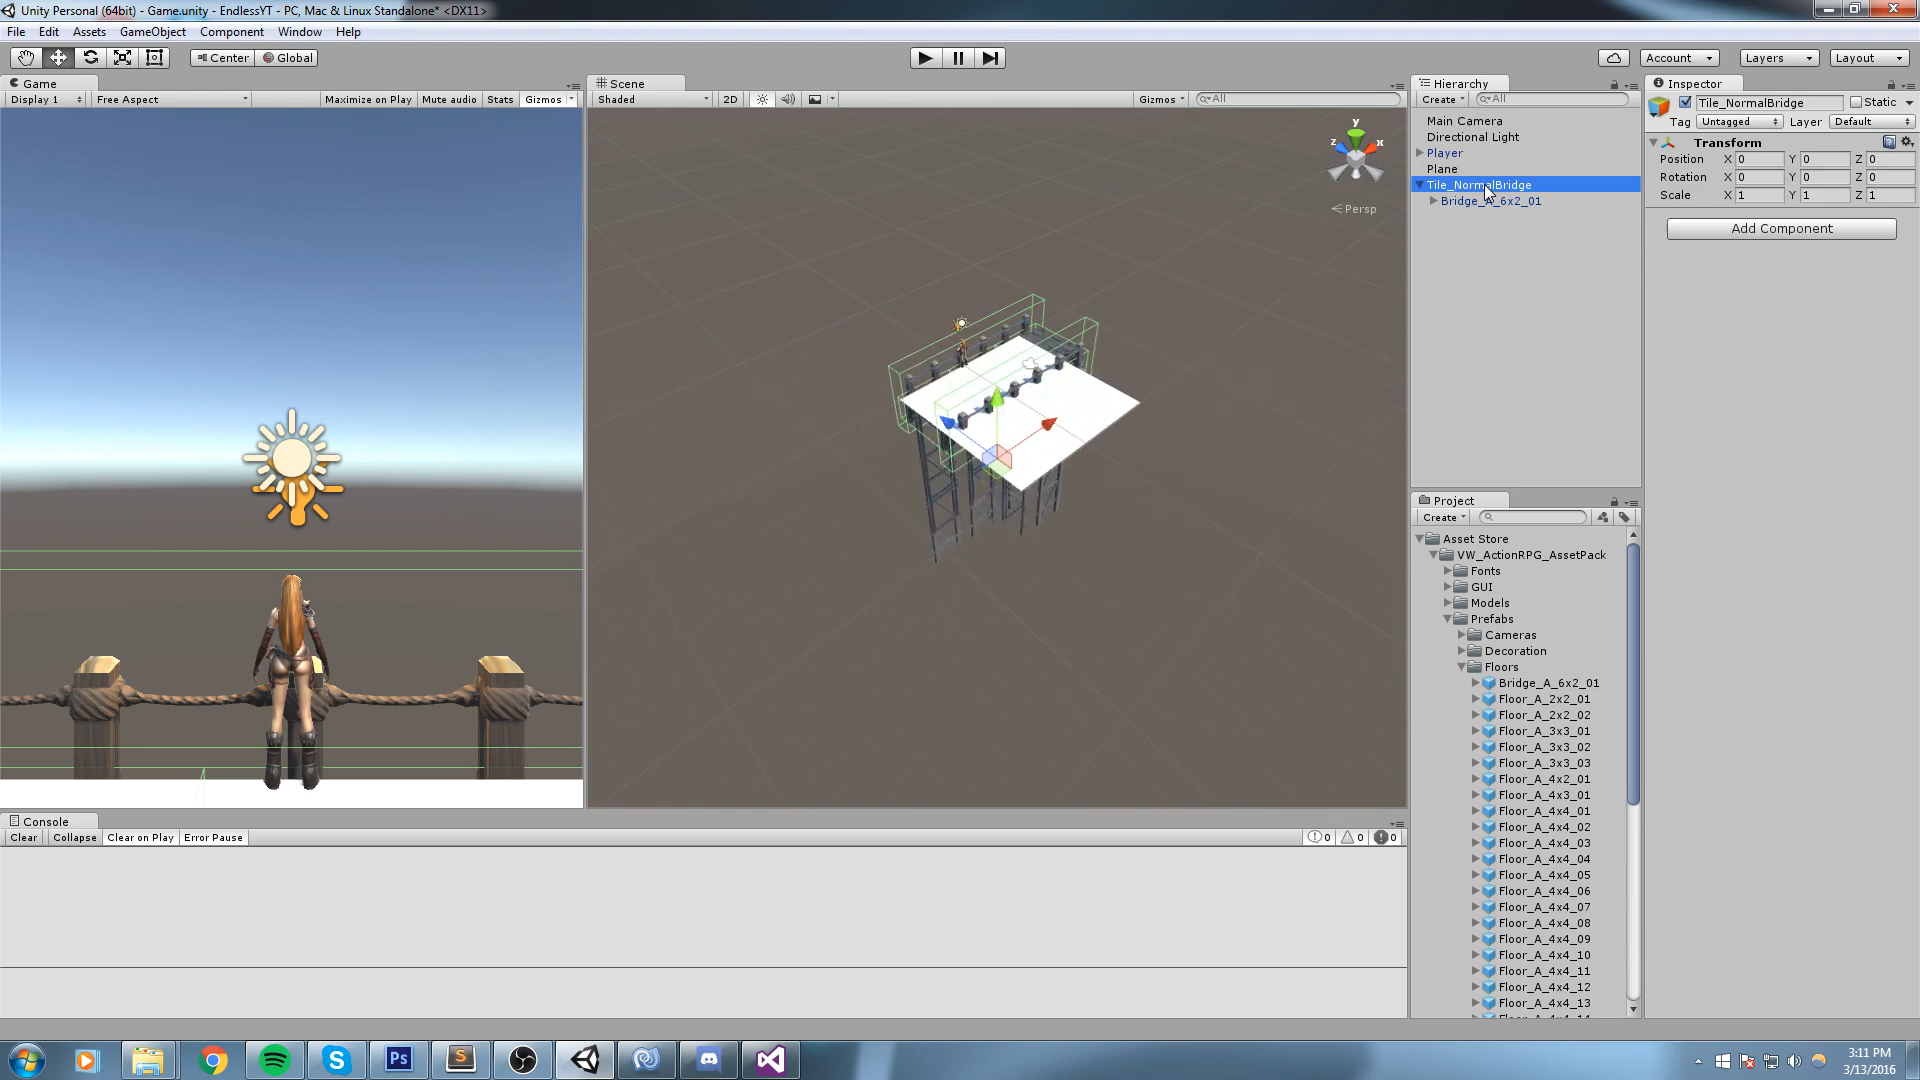 Unity Personal (64bit) - Game.unity - EndlessYT - PC, Mac & Linux Standalone* <DX11>
File Edit Assets GameObject Component Window Help
Center Global Account Layers Layout
Game
Display 1 Free Aspect Maximize on Play Mute audio Stats Gizmos
Scene
Shaded 2D Gizmos All
y
z x
Persp
Hierarchy
Create All
Main Camera
Directional Light
Player
Plane
Tile_NormalBridge
Bridge_A_6x2_01
Inspector
Tile_NormalBridge Static
Tag Untagged Layer Default
Transform
Position X 0 Y 0 Z 0
Rotation X 0 Y 0 Z 0
Scale X 1 Y 1 Z 1
Add Component
Project
Create
Asset Store
VW_ActionRPG_AssetPack
Fonts
GUI
Models
Prefabs
Cameras
Decoration
Floors
Bridge_A_6x2_01
Floor_A_2x2_01
Floor_A_2x2_02
Floor_A_3x3_01
Floor_A_3x3_02
Floor_A_3x3_03
Floor_A_4x2_01
Floor_A_4x3_01
Floor_A_4x4_01
Floor_A_4x4_02
Floor_A_4x4_03
Floor_A_4x4_04
Floor_A_4x4_05
Floor_A_4x4_06
Floor_A_4x4_07
Floor_A_4x4_08
Floor_A_4x4_09
Floor_A_4x4_10
Floor_A_4x4_11
Floor_A_4x4_12
Floor_A_4x4_13
Console
Clear Collapse Clear on Play Error Pause 0 0 0
Ps S
3:11 PM
3/13/2016